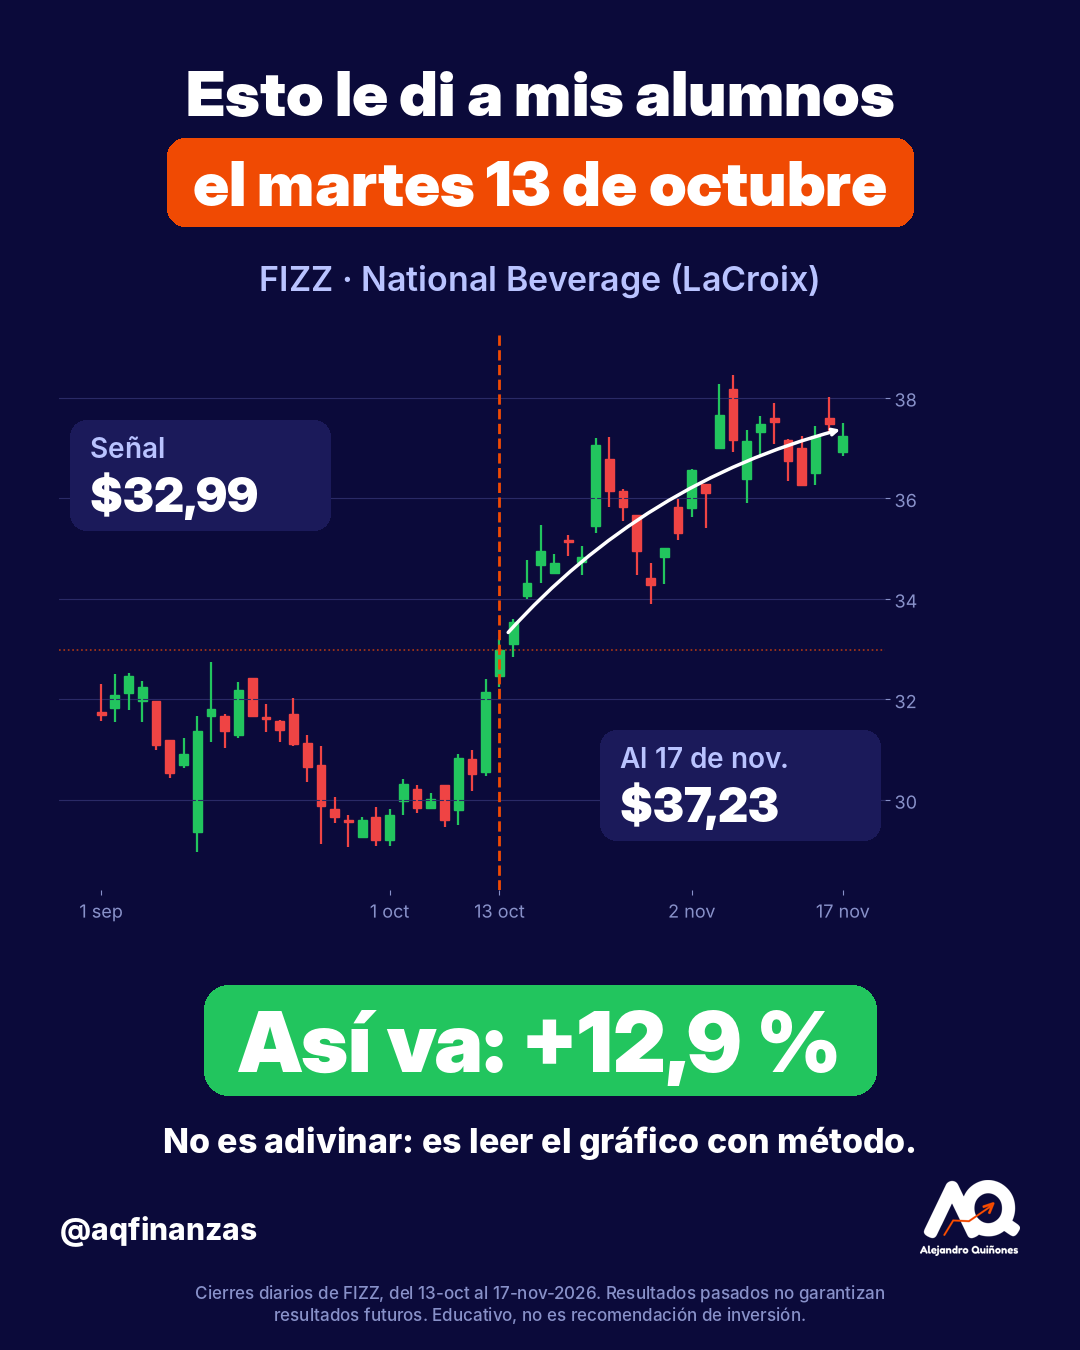 Esto le di a mis alumnos
el martes 13 de octubre
FIZZ · National Beverage (LaCroix)
Señal
$32,99
38
36
34
32
30
Al 17 de nov.
$37,23
1 sep
1 oct
13 oct
2 nov
17 nov
Así va: +12,9 %
No es adivinar: es leer el gráfico con método.
@aqfinanzas
AQ
Alejandro Quiñones
Cierres diarios de FIZZ, del 13-oct al 17-nov-2026. Resultados pasados no garantizan
resultados futuros. Educativo, no es recomendación de inversión.